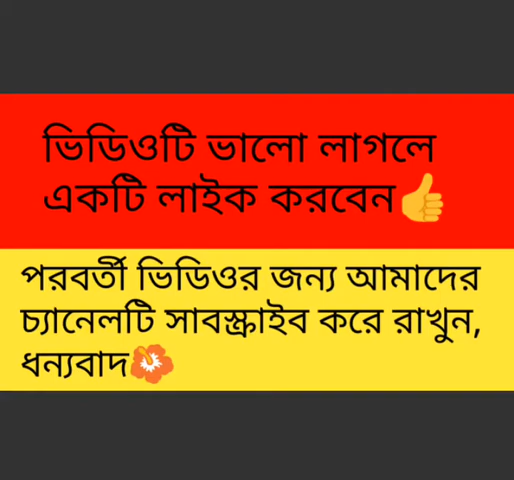 ভিডিওটি ভালো লাগলে
একটি লাইক করবেন👍
পরবর্তী ভিডিওর জন্য আমাদের
চ্যানেলটি সাবস্ক্রাইব করে রাখুন,
ধন্যবাদ🌺